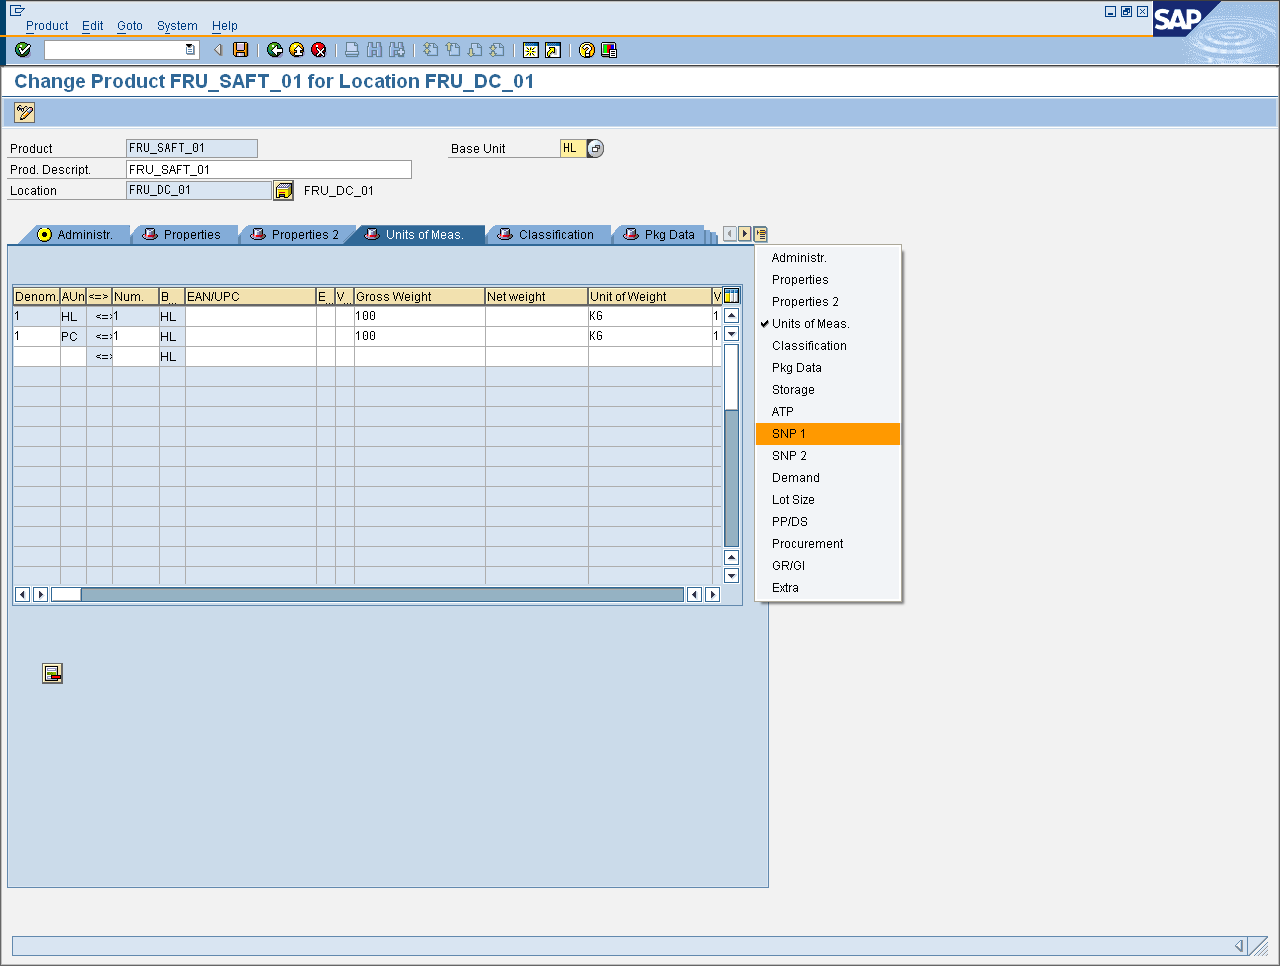 Product Edit Goto System Help
SAP
Change Product FRU_SAFT_01 for Location FRU_DC_01
Product FRU_SAFT_01 Base Unit HL
Prod. Descript. FRU_SAFT_01
Location FRU_DC_01 FRU_DC_01
Administr. Properties Properties 2 Units of Meas. Classification Pkg Data
Denom. AUn <=> Num. B... EAN/UPC E... V... Gross Weight Net weight Unit of Weight V
1 HL <=> 1 HL 100 KG 1
1 PC <=> 1 HL 100 KG 1
<=> HL
Administr.
Properties
Properties 2
Units of Meas.
Classification
Pkg Data
Storage
ATP
SNP 1
SNP 2
Demand
Lot Size
PP/DS
Procurement
GR/GI
Extra